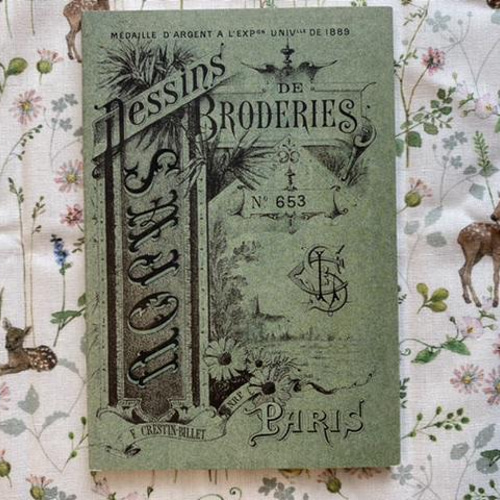 MÉDAILLE D'ARGENT A L'EXPᴼᴺ UNIVˡˡᵉ DE 1889
Dessins
DE
BRODERIES
Nº 653
SAJOU
F. CRESTIN-BILLET
PARIS